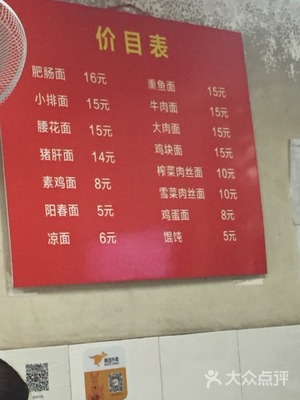 价目表
肥肠面 16元 熏鱼面 15元
小排面 15元 牛肉面 15元
腰花面 15元 大肉面 15元
猪肝面 14元 鸡块面 15元
素鸡面 8元 榨菜肉丝面 10元
阳春面 5元 雪菜肉丝面 10元
凉面 6元 鸡蛋面 8元
馄饨 5元
大众点评